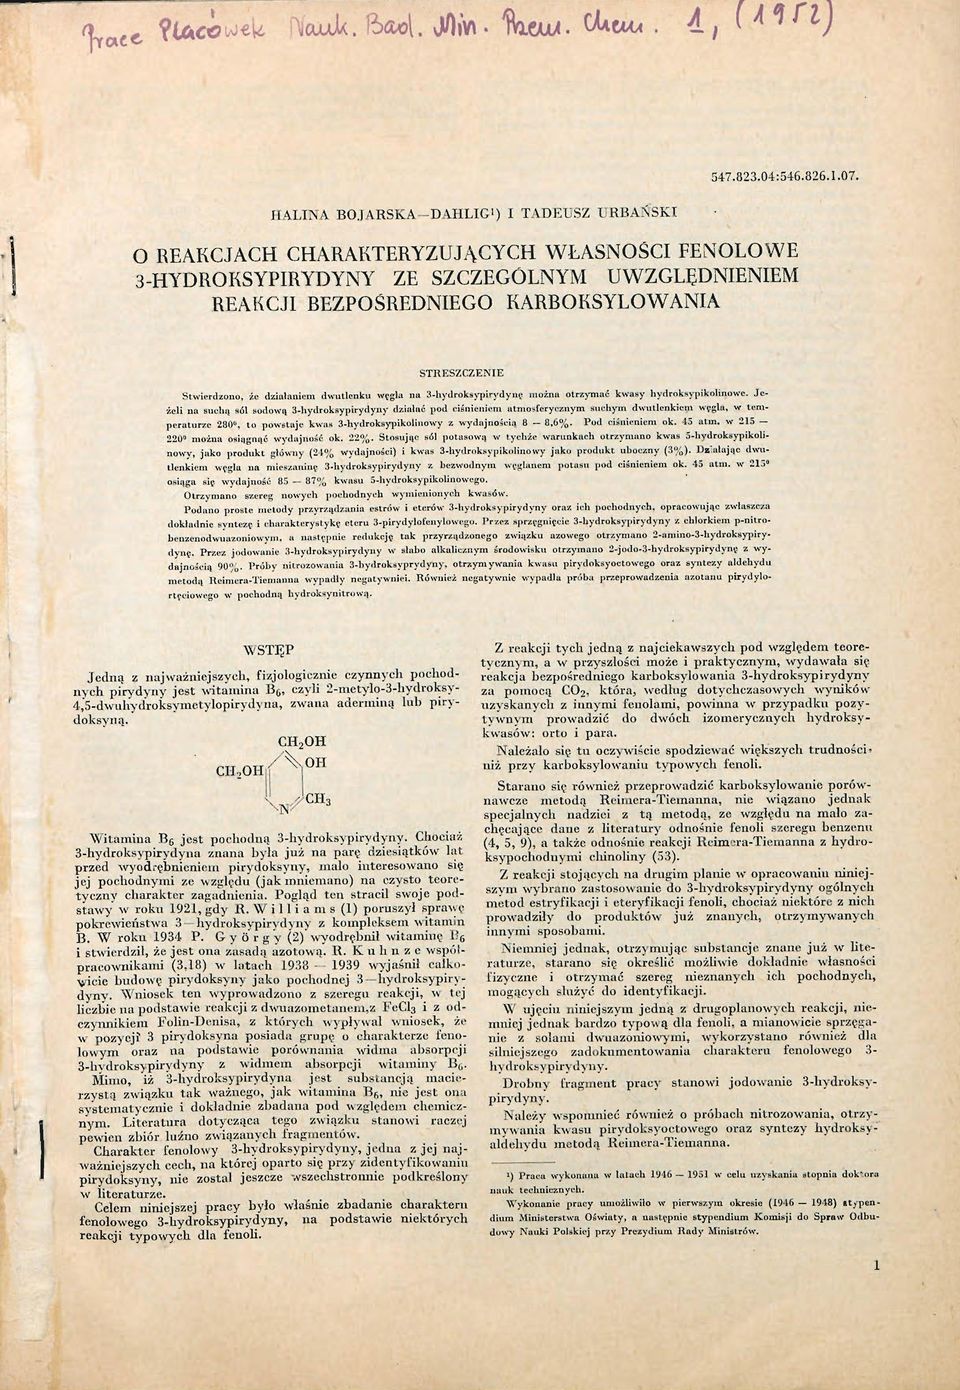 Prace Placówek Nauk. Bad. Min. Przem. Chem. 1, (1952)
547.823.04:546.826.1.07.
HALINA BOJARSKA—DAHLIG¹) I TADEUSZ URBAŃSKI
O REAKCJACH CHARAKTERYZUJĄCYCH WŁASNOŚCI FENOLOWE
3-HYDROKSYPIRYDYNY ZE SZCZEGÓLNYM UWZGLĘDNIENIEM
REAKCJI BEZPOŚREDNIEGO KARBOKSYLOWANIA
STRESZCZENIE
Stwierdzono, że działaniem dwutlenku węgla na 3-hydroksypirydynę można otrzymać kwasy hydroksypikolinowe. Je-
żeli na suchą sól sodową 3-hydroksypirydyny działać pod ciśnieniem atmosferycznym suchym dwutlenkiem węgla, w tem-
peraturze 280⁰, to powstaje kwas 3-hydroksypikolinowy z wydajnością 8 — 8,6%. Pod ciśnieniem ok. 45 atm. w 215 —
220⁰ można osiągnąć wydajność ok. 22%. Stosując sól potasową w tychże warunkach otrzymano kwas 5-hydroksypikoli-
nowy, jako produkt główny (24% wydajności) i kwas 3-hydroksypikolinowy jako produkt uboczny (3%). Działając dwu-
tlenkiem węgla na mieszaninę 3-hydroksypirydyny z bezwodnym węglanem potasu pod ciśnieniem ok. 45 atm. w 215⁰
osiąga się wydajność 85 — 87% kwasu 5-hydroksypikolinowego.
Otrzymano szereg nowych pochodnych wymienionych kwasów.
Podano proste metody przyrządzania estrów i eterów 3-hydroksypirydyny oraz ich pochodnych, opracowując zwłaszcza
dokładnie syntezę i charakterystykę eteru 3-pirydylofenylowego. Przez sprzęgnięcie 3-hydroksypirydyny z chlorkiem p-nitro-
benzenodwuazoniowym, a następnie redukcję tak przyrządzonego związku azowego otrzymano 2-amino-3-hydroksypiry-
dynę. Przez jodowanie 3-hydroksypirydyny w słabo alkalicznym środowisku otrzymano 2-jodo-3-hydroksypirydynę z wy-
dajnością 90%. Próby nitrozowania 3-hydroksyprydyny, otrzymywania kwasu pirydoksyoctowego oraz syntezy aldehydu
metodą Reimera-Tiemanna wypadły negatywnieі. Również negatywnie wypadła próba przeprowadzenia azotanu pirydylo-
rtęciowego w pochodną hydroksynitrową.
WSTĘP
Jedną z najważniejszych, fizjologicznie czynnych pochod-
nych pirydyny jest witamina B₆, czyli 2-metylo-3-hydroksy-
4,5-dwuhydroksymetylopirydyna, zwana aderminą lub piry-
doksyną.
CH₂OH
CH₂OH OH
N CH₃
Witamina B₆ jest pochodną 3-hydroksypirydyny. Chociaż
3-hydroksypirydyna znana była już na parę dziesiątków lat
przed wyodrębnieniem pirydoksyny, mało interesowano się
jej pochodnymi ze względu (jak mniemano) na czysto teore-
tyczny charakter zagadnienia. Pogląd ten stracił swoje pod-
stawy w roku 1921, gdy R. Williams (1) poruszył sprawę
pokrewieństwa 3—hydroksypirydyny z kompleksem witamin
B. W roku 1934 P. György (2) wyodrębnił witaminę B₆
i stwierdził, że jest ona zasadą azotową. R. Kuhn z współ-
pracownikami (3,18) w latach 1938 — 1939 wyjaśnił całko-
wicie budowę pirydoksyny jako pochodnej 3—hydroksypiry-
dyny. Wniosek ten wyprowadzono z szeregu reakcji, w tej
liczbie na podstawie reakcji z dwuazometanem,z FeCl₃ i z od-
czynnikiem Folin-Denisa, z których wypływał wniosek, że
w pozycji 3 pirydoksyna posiada grupę o charakterze feno-
lowym oraz na podstawie porównania widma absorpcji
3-hydroksypirydyny z widmem absorpcji witaminy B₆.
Mimo, iż 3-hydroksypirydyna jest substancją macie-
rzystą związku tak ważnego, jak witamina B₆, nie jest ona
systematycznie i dokładnie zbadana pod względem chemicz-
nym. Literatura dotycząca tego związku stanowi raczej
pewien zbiór luźno związanych fragmentów.
Charakter fenolowy 3-hydroksypirydyny, jedna z jej naj-
ważniejszych cech, na której oparto się przy zidentyfikowaniu
pirydoksyny, nie został jeszcze wszechstronnie podkreślony
w literaturze.
Celem niniejszej pracy było właśnie zbadanie charakteru
fenolowego 3-hydroksypirydyny, na podstawie niektórych
reakcji typowych dla fenoli.
Z reakcji tych jedną z najciekawszych pod względem teore-
tycznym, a w przyszłości może i praktycznym, wydawała się
reakcja bezpośredniego karboksylowania 3-hydroksypirydyny
za pomocą CO₂, która, według dotychczasowych wyników
uzyskanych z innymi fenolami, powinna w przypadku pozy-
tywnym prowadzić do dwóch izomerycznych hydroksy-
kwasów: orto i para.
Należało się tu oczywiście spodziewać większych trudności,
niż przy karboksylowaniu typowych fenoli.
Starano się również przeprowadzić karboksylowanie porów-
nawcze metodą Reimera-Tiemanna, nie wiązano jednak
specjalnych nadziei z tą metodą, ze względu na mało za-
chęcające dane z literatury odnośnie fenoli szeregu benzenu
(4, 5, 9), a także odnośnie reakcji Reimera-Tiemanna z hydro-
ksypochodnymi chinoliny (53).
Z reakcji stojących na drugim planie w opracowaniu niniej-
szym wybrano zastosowanie do 3-hydroksypirydyny ogólnych
metod estryfikacji i eteryfikacji fenoli, chociaż niektóre z nich
prowadziły do produktów już znanych, otrzymywanych
innymi sposobami.
Niemniej jednak, otrzymując substancje znane już w lite-
raturze, starano się określić możliwie dokładnie własności
fizyczne i otrzymać szereg nieznanych ich pochodnych,
mogących służyć do identyfikacji.
W ujęciu niniejszym jedną z drugoplanowych reakcji, nie-
mniej jednak bardzo typową dla fenoli, a mianowicie sprzęga-
nie z solami dwuazoniowymi, wykorzystano również dla
silniejszego zadokumentowania charakteru fenolowego 3-
hydroksypirydyny.
Drobny fragment pracy stanowi jodowanie 3-hydroksy-
pirydyny.
Należy wspomnieć również o próbach nitrozowania, otrzy-
mywania kwasu pirydoksyoctowego oraz syntezy hydroksy-
aldehydu metodą Reimera-Tiemanna.
¹) Praca wykonana w latach 1946 — 1951 w celu uzyskania stopnia doktora
nauk technicznych.
Wykonanie pracy umożliwiło w pierwszym okresie (1946 — 1948) stypen-
dium Ministerstwa Oświaty, a następnie stypendium Komisji do Spraw Odbu-
dowy Nauki Polskiej przy Prezydium Rady Ministrów.
1